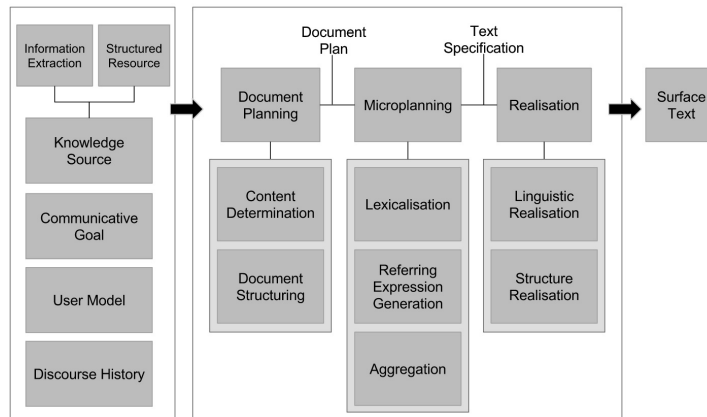 Information
Extraction
Structured
Resource
Knowledge
Source
Communicative
Goal
User Model
Discourse History
Document
Plan
Text
Specification
Document
Planning
Microplanning
Realisation
Content
Determination
Document
Structuring
Lexicalisation
Referring
Expression
Generation
Aggregation
Linguistic
Realisation
Structure
Realisation
Surface
Text